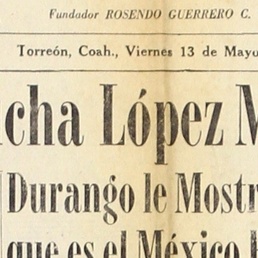 Fundador ROSENDO GUERRERO C.
Torreón, Coah., Viernes 13 de Mayo
cha López M
Durango le Mostr
que es el México